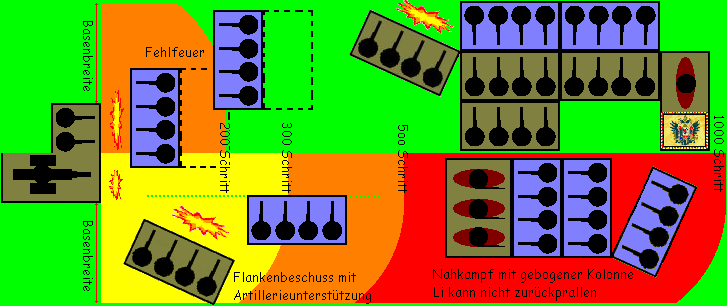 Fehlfeuer
Basenbreite
Basenbreite
200 Schritt
300 Schritt
500 Schritt
1000 Schritt
Flankenbeschuss mit
Artillerieunterstützung
Nahkampf mit gebogener Kolonne
Li kann nicht zurückprallen